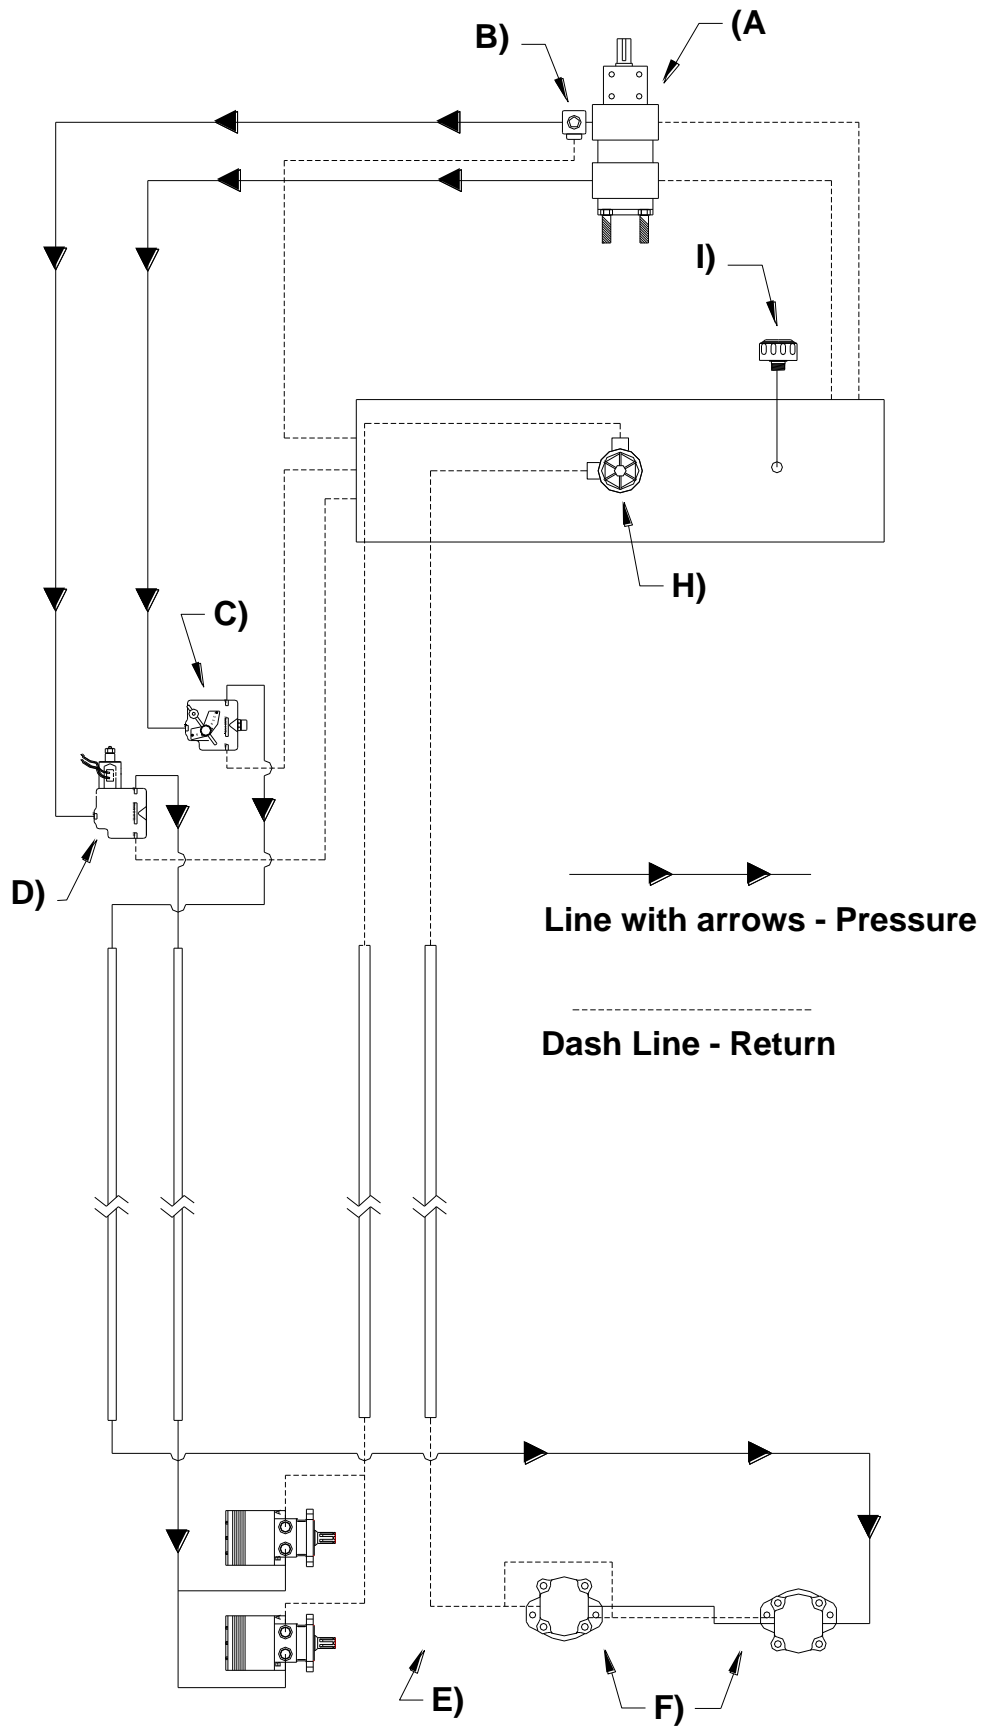 (A
B)
I)
H)
C)
D)
Line with arrows - Pressure
Dash Line - Return
E)
F)